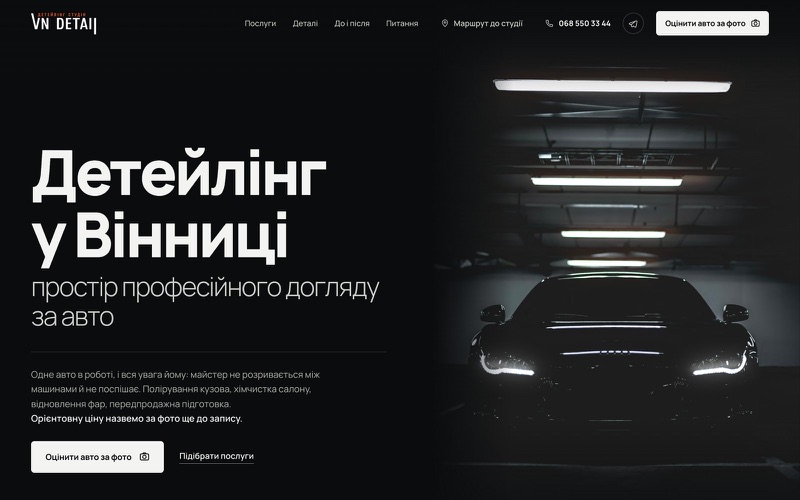 ДЕТЕЙЛІНГ СТУДІЯ
VN DETAIL
Послуги
Деталі
До і після
Питання
Маршрут до студії
068 550 33 44
Оцінити авто за фото
Детейлінг
у Вінниці
простір професійного догляду
за авто
Одне авто в роботі, і вся увага йому: майстер не розривається між
машинами й не поспішає. Полірування кузова, хімчистка салону,
відновлення фар, передпродажна підготовка.
Орієнтовну ціну назвемо за фото ще до запису.
Оцінити авто за фото
Підібрати послуги